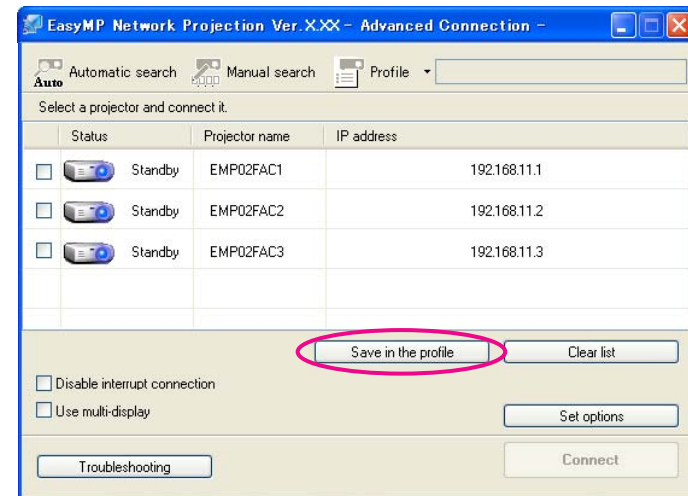 EasyMP Network Projection Ver.X.XX - Advanced Connection -
Auto Automatic search Manual search Profile
Select a projector and connect it.
Status Projector name IP address
Standby EMP02FAC1 192.168.11.1
Standby EMP02FAC2 192.168.11.2
Standby EMP02FAC3 192.168.11.3
Save in the profile Clear list
Disable interrupt connection
Use multi-display
Set options
Troubleshooting Connect